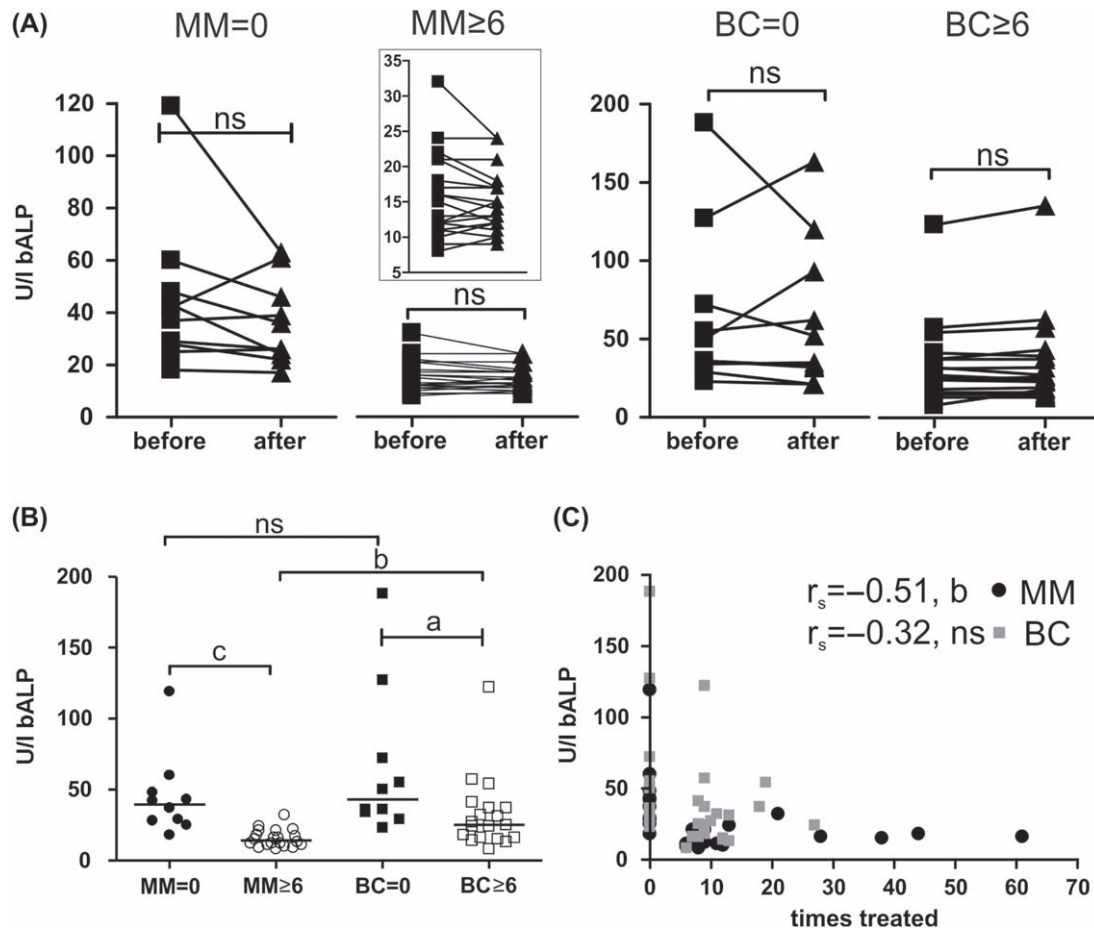 (A)
MM=0
MM≥6
BC=0
BC≥6
U/l bALP
120
100
80
60
40
20
0
ns
before
after
35
30
25
20
15
10
5
ns
before
after
200
150
100
50
0
ns
before
after
ns
before
after
(B)
U/l bALP
200
150
100
50
0
ns
b
c
a
MM=0
MM≥6
BC=0
BC≥6
(C)
U/l bALP
200
150
100
50
0
rs=−0.51, b MM
rs=−0.32, ns BC
0 10 20 30 40 50 60 70
times treated